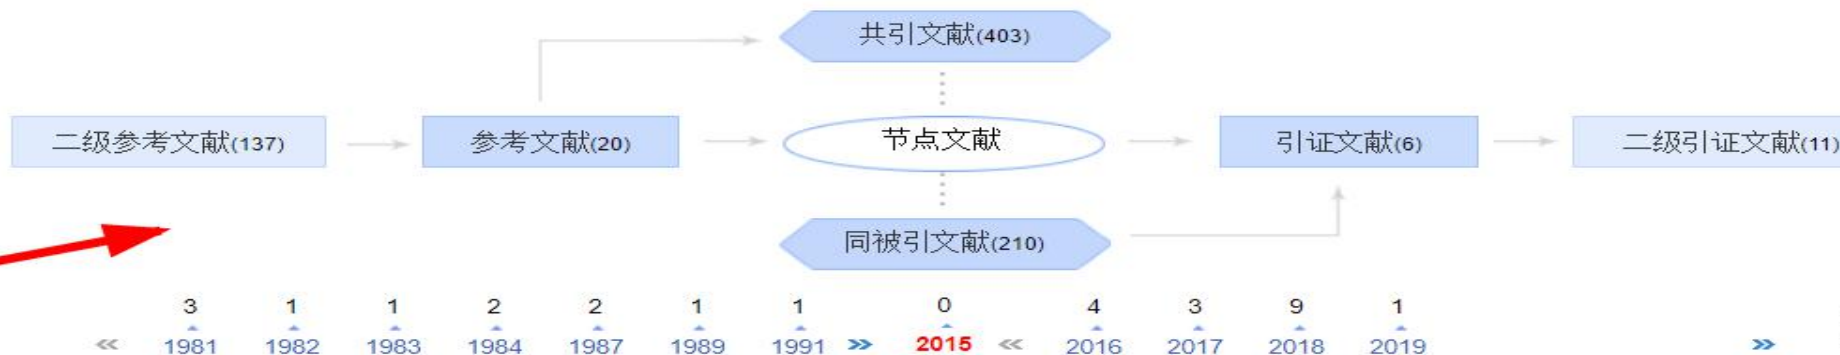 共引文献(403)
二级参考文献(137) 参考文献(20) 节点文献 引证文献(6) 二级引证文献(11)
同被引文献(210)
3 1 1 2 2 1 1 0 4 3 9 1
<< 1981 1982 1983 1984 1987 1989 1991 >> 2015 << 2016 2017 2018 2019 >>